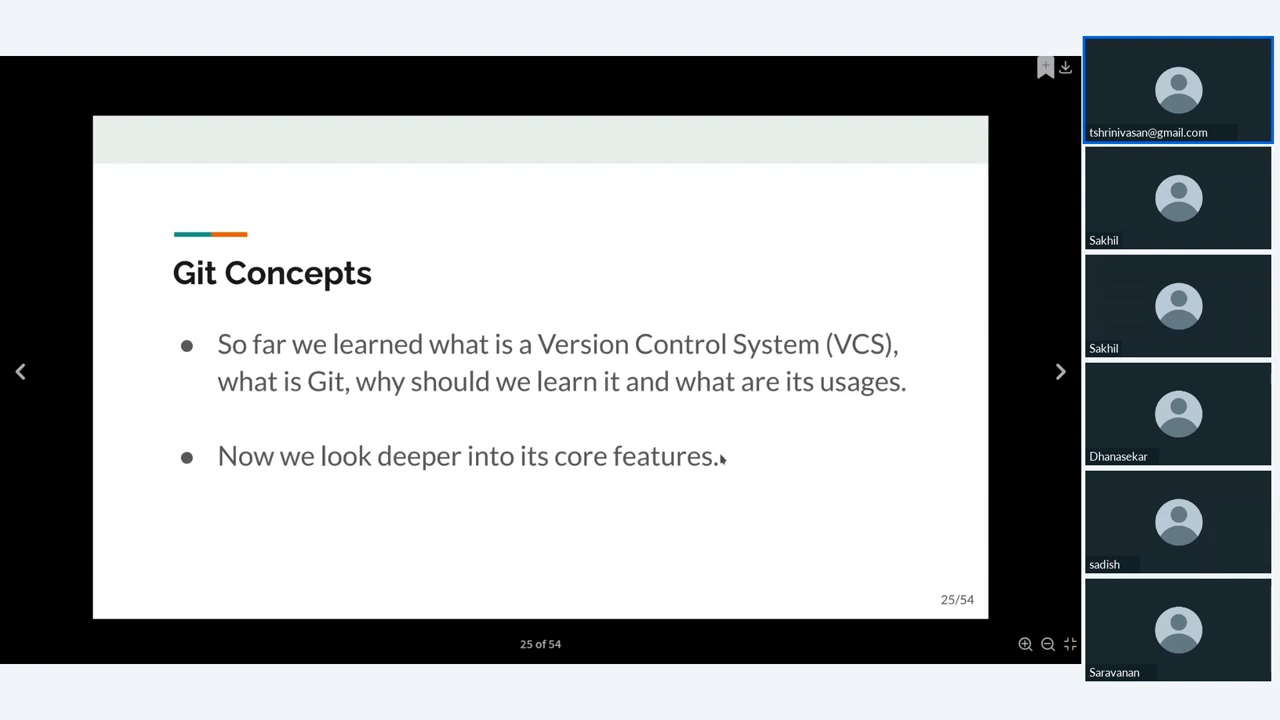 Git Concepts
● So far we learned what is a Version Control System (VCS),
what is Git, why should we learn it and what are its usages.
● Now we look deeper into its core features.
25/54
25 of 54
tshrinivasan@gmail.com
Sakhil
Sakhil
Dhanasekar
sadish
Saravanan